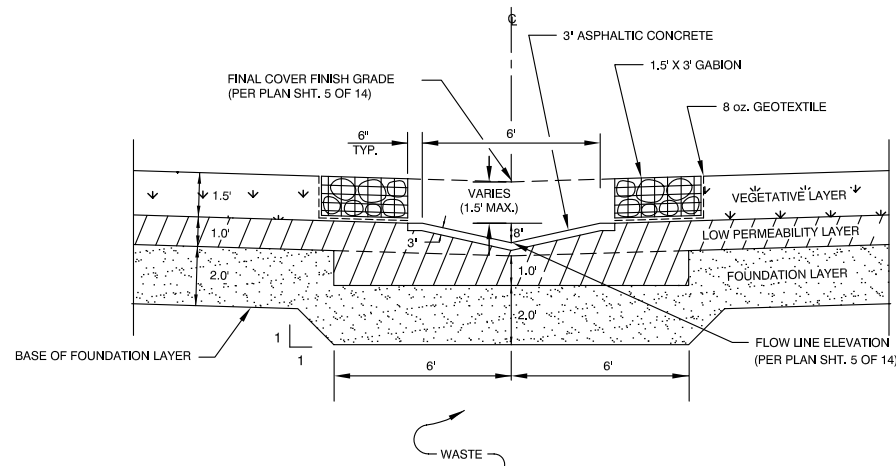 ℄
3' ASPHALTIC CONCRETE
1.5' X 3' GABION
FINAL COVER FINISH GRADE
(PER PLAN SHT. 5 OF 14)
8 oz. GEOTEXTILE
6"
TYP.
6'
VARIES
(1.5' MAX.)
1.5'
VEGETATIVE LAYER
1.0'
8'
LOW PERMEABILITY LAYER
3'
2.0'
1.0'
FOUNDATION LAYER
2.0'
BASE OF FOUNDATION LAYER
1
1
FLOW LINE ELEVATION
(PER PLAN SHT. 5 OF 14)
6'
6'
WASTE